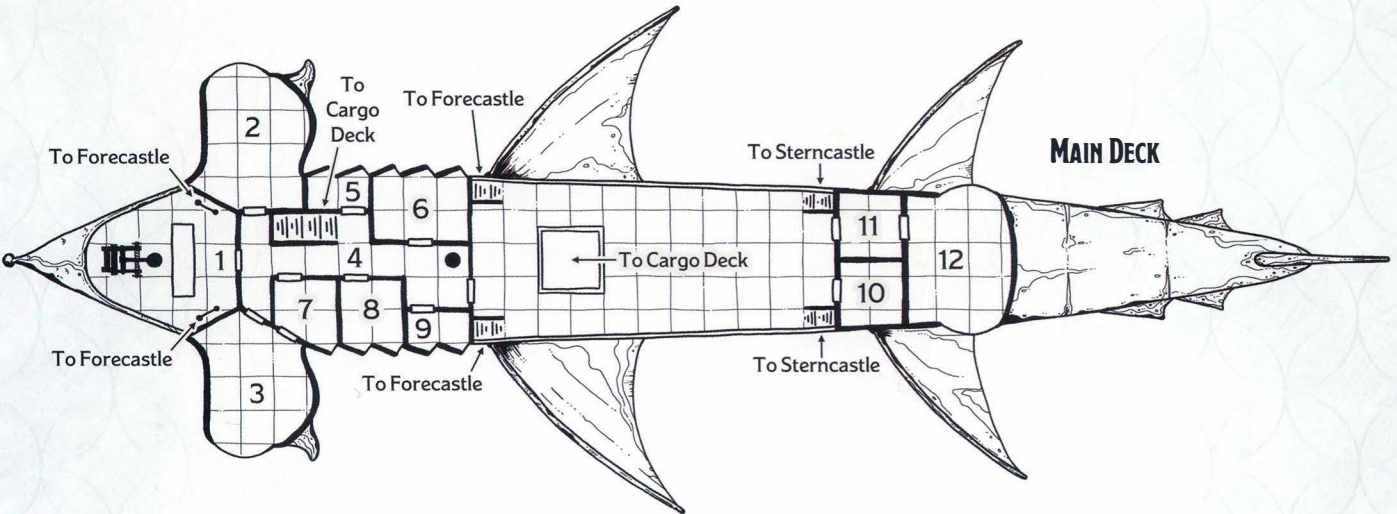 MAIN DECK
To
Cargo
Deck
To Forecastle
To Forecastle
To Sterncastle
2
5
6
11
1
4
To Cargo Deck
12
7
8
10
9
3
To Forecastle
To Forecastle
To Sterncastle